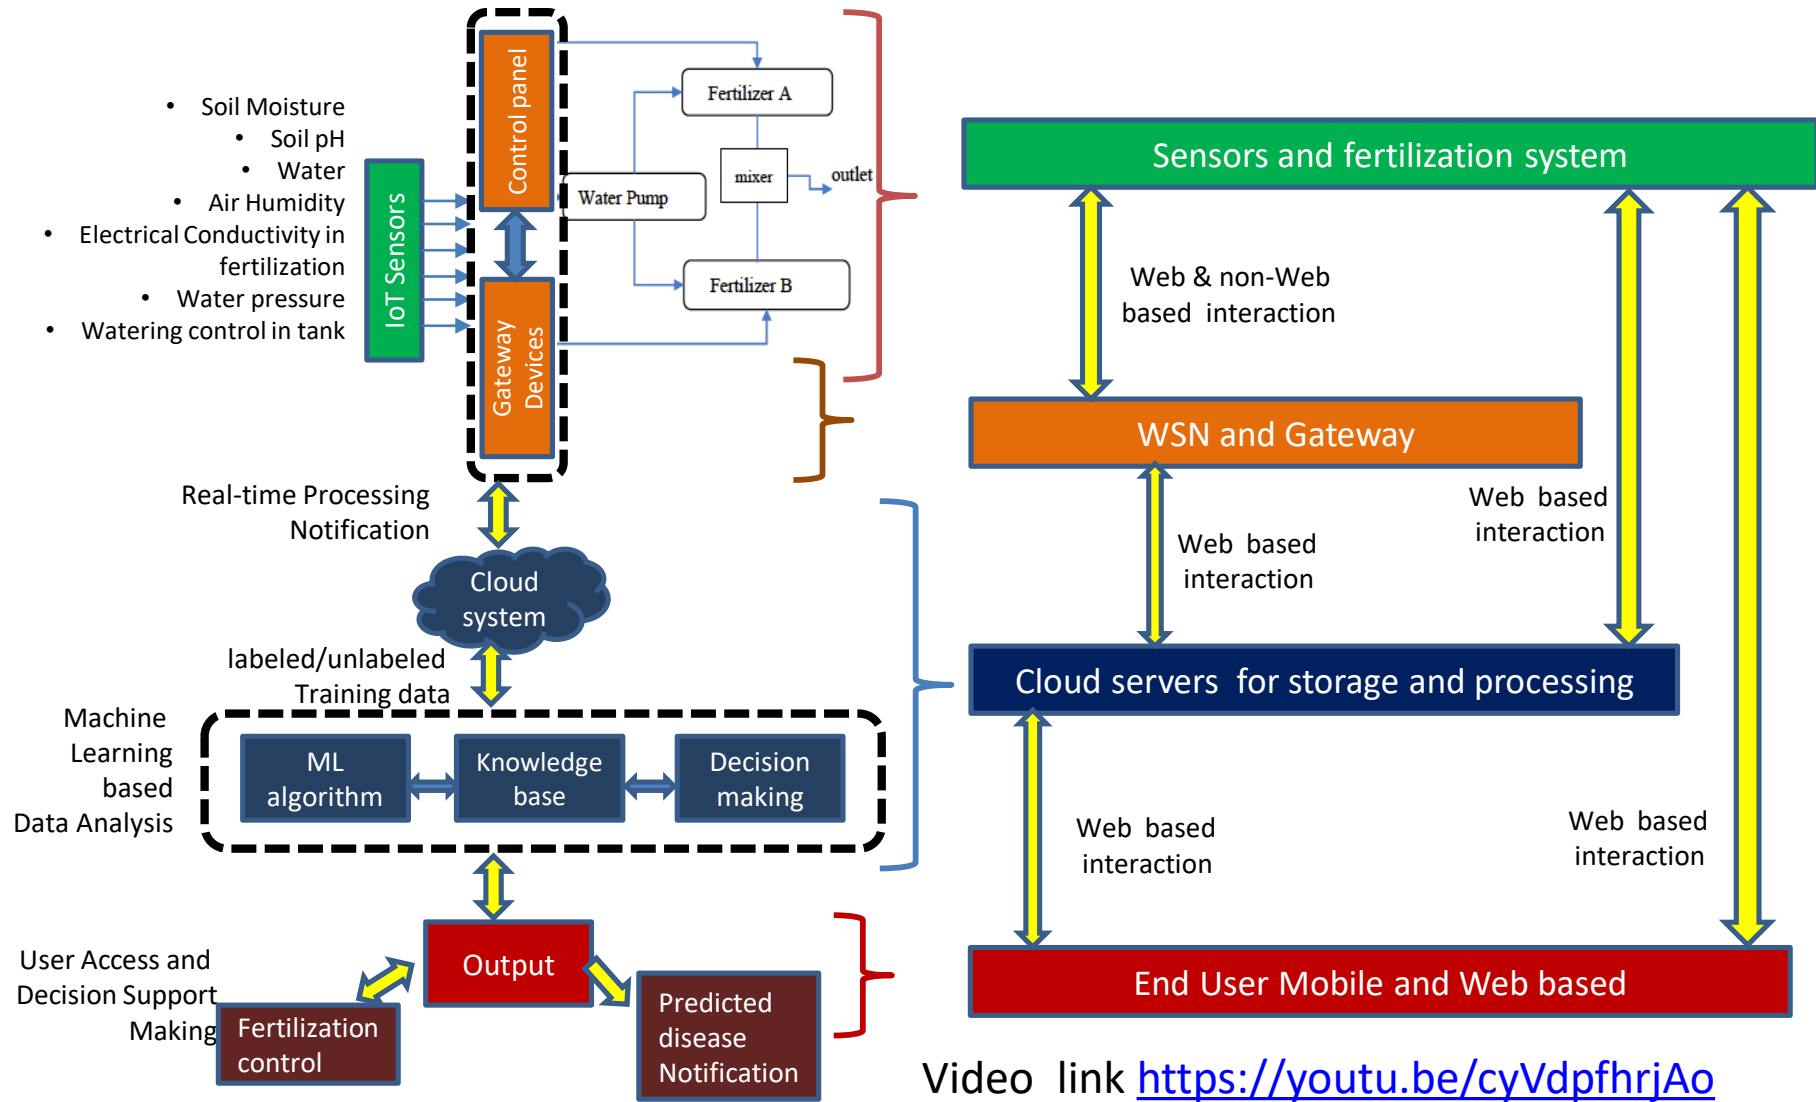 • Soil Moisture
• Soil pH
• Water
• Air Humidity
• Electrical Conductivity in
fertilization
• Water pressure
• Watering control in tank
IoT Sensors
Control panel
Gateway
Devices
Water Pump
Fertilizer A
mixer
outlet
Fertilizer B
Real-time Processing
Notification
Cloud
system
labeled/unlabeled
Training data
Machine
Learning
based
Data Analysis
ML
algorithm
Knowledge
base
Decision
making
User Access and
Decision Support
Making
Output
Fertilization
control
Predicted
disease
Notification
Sensors and fertilization system
Web & non-Web
based interaction
WSN and Gateway
Web based
interaction
Web based
interaction
Cloud servers for storage and processing
Web based
interaction
Web based
interaction
End User Mobile and Web based
Video link https://youtu.be/cyVdpfhrjAo